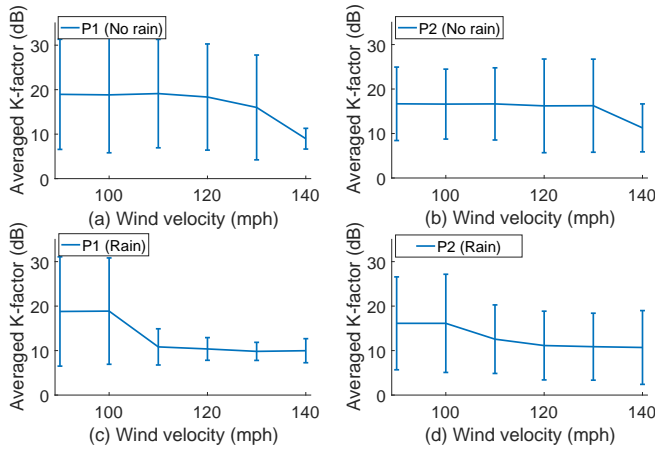 P1 (No rain)
Averaged K-factor (dB)
30
20
10
0
100
120
140
(a) Wind velocity (mph)
P2 (No rain)
Averaged K-factor (dB)
30
20
10
0
100
120
140
(b) Wind velocity (mph)
P1 (Rain)
Averaged K-factor (dB)
30
20
10
0
100
120
140
(c) Wind velocity (mph)
P2 (Rain)
Averaged K-factor (dB)
30
20
10
0
100
120
140
(d) Wind velocity (mph)